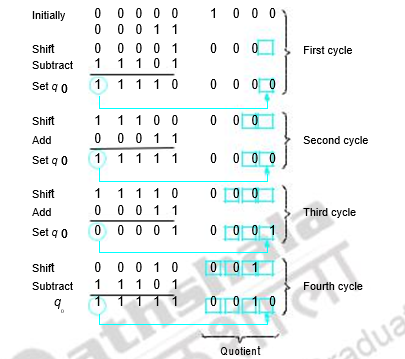 Initially 0 0 0 0 0 1 0 0 0
0 0 0 1 1
Shift 0 0 0 0 1 0 0 0
Subtract 1 1 1 0 1
Set q 0 1 1 1 1 0 0 0 0 0
First cycle
Shift 1 1 1 0 0 0 0 0
Add 0 0 0 1 1
Set q 0 1 1 1 1 1 0 0 0 0
Second cycle
Shift 1 1 1 1 0 0 0 0
Add 0 0 0 1 1
Set q 0 0 0 0 0 1 0 0 0 1
Third cycle
Shift 0 0 0 1 0 0 0 1
Subtract 1 1 1 0 1
q 0 1 1 1 1 1 0 0 1 0
Fourth cycle
Quotient